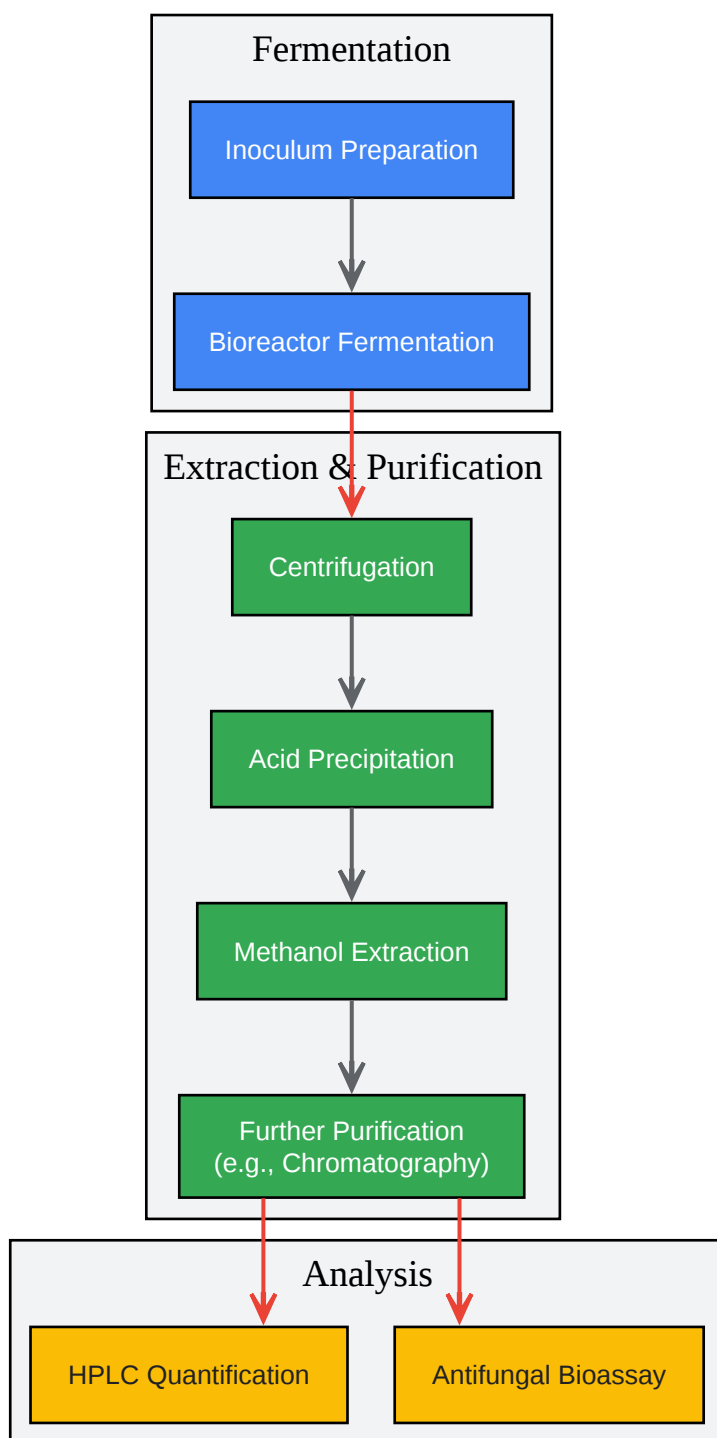 Fermentation
Inoculum Preparation
Bioreactor Fermentation
Extraction & Purification
Centrifugation
Acid Precipitation
Methanol Extraction
Further Purification
(e.g., Chromatography)
Analysis
HPLC Quantification
Antifungal Bioassay